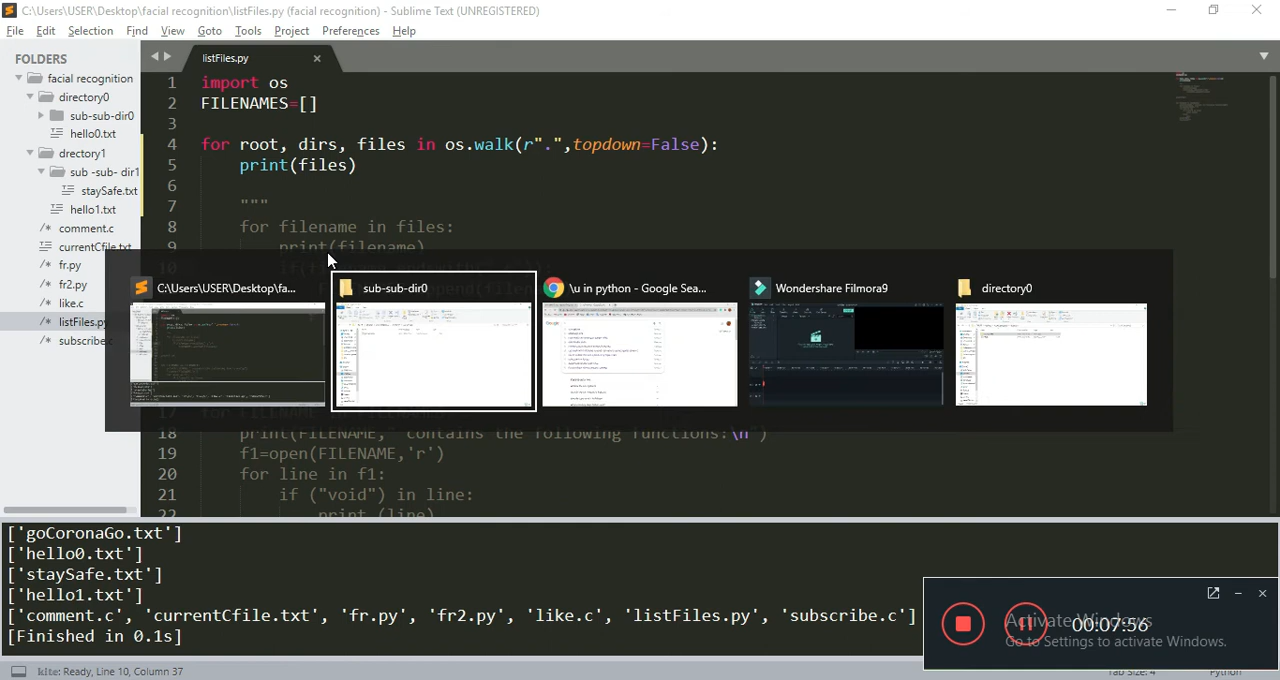 C:\Users\USER\Desktop\facial recognition\listFiles.py (facial recognition) - Sublime Text (UNREGISTERED)
File Edit Selection Find View Goto Tools Project Preferences Help
FOLDERS
facial recognition
directory0
sub-sub-dir0
hello0.txt
drectory1
sub -sub- dir1
staySafe.txt
hello1.txt
/* comment.c
currentCfile.txt
/* fr.py
/* fr2.py
/* like.c
/* listFiles.py
/* subscribe.c
listFiles.py
1 import os
2 FILENAMES=[]
3
4 for root, dirs, files in os.walk(r".",topdown=False):
5 print(files)
6
7 """
8 for filename in files:
9 print(filename)
10
C:\Users\USER\Desktop\fa...
sub-sub-dir0
\u in python - Google Sea...
Wondershare Filmora9
directory0
17
18 print(FILENAME," contains the following functions:\n")
19 f1=open(FILENAME,'r')
20 for line in f1:
21 if ("void") in line:
22 print (line)
['goCoronaGo.txt']
['hello0.txt']
['staySafe.txt']
['hello1.txt']
['comment.c', 'currentCfile.txt', 'fr.py', 'fr2.py', 'like.c', 'listFiles.py', 'subscribe.c']
[Finished in 0.1s]
00:07:56
Activate Windows
Go to Settings to activate Windows.
kite: Ready, Line 10, Column 37
Tab Size: 4
Python